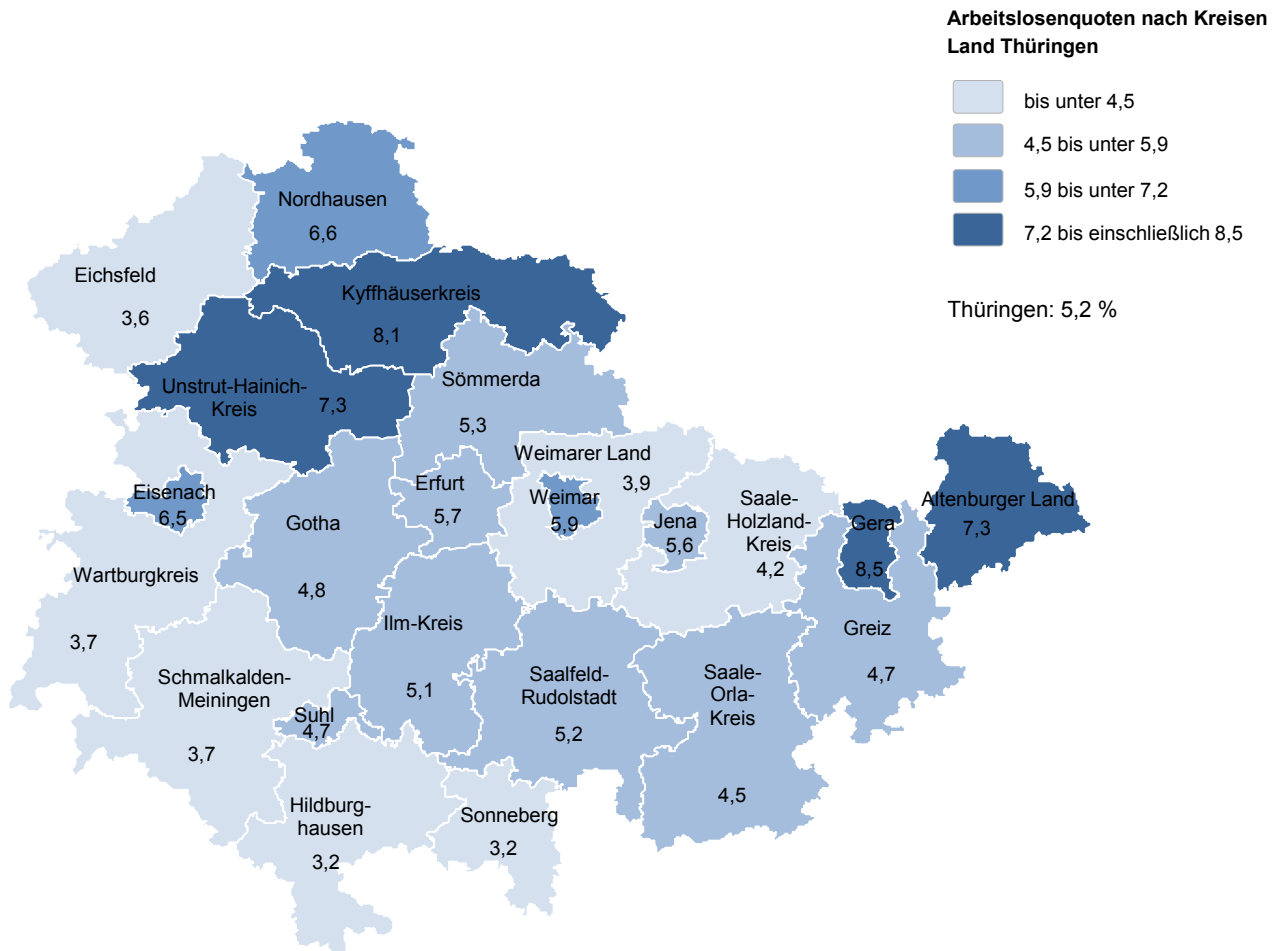 Arbeitslosenquoten nach Kreisen
Land Thüringen
bis unter 4,5
4,5 bis unter 5,9
5,9 bis unter 7,2
7,2 bis einschließlich 8,5
Thüringen: 5,2 %
Nordhausen
6,6
Eichsfeld
3,6
Kyffhäuserkreis
8,1
Unstrut-Hainich-
Kreis
7,3
Sömmerda
5,3
Weimarer Land
3,9
Eisenach
6,5
Gotha
4,8
Erfurt
5,7
Weimar
5,9
Jena
5,6
Saale-
Holzland-
Kreis
4,2
Gera
8,5
Altenburger Land
7,3
Wartburgkreis
3,7
Ilm-Kreis
5,1
Greiz
4,7
Schmalkalden-
Meiningen
3,7
Suhl
4,7
Saalfeld-
Rudolstadt
5,2
Saale-
Orla-
Kreis
4,5
Hildburg-
hausen
3,2
Sonneberg
3,2